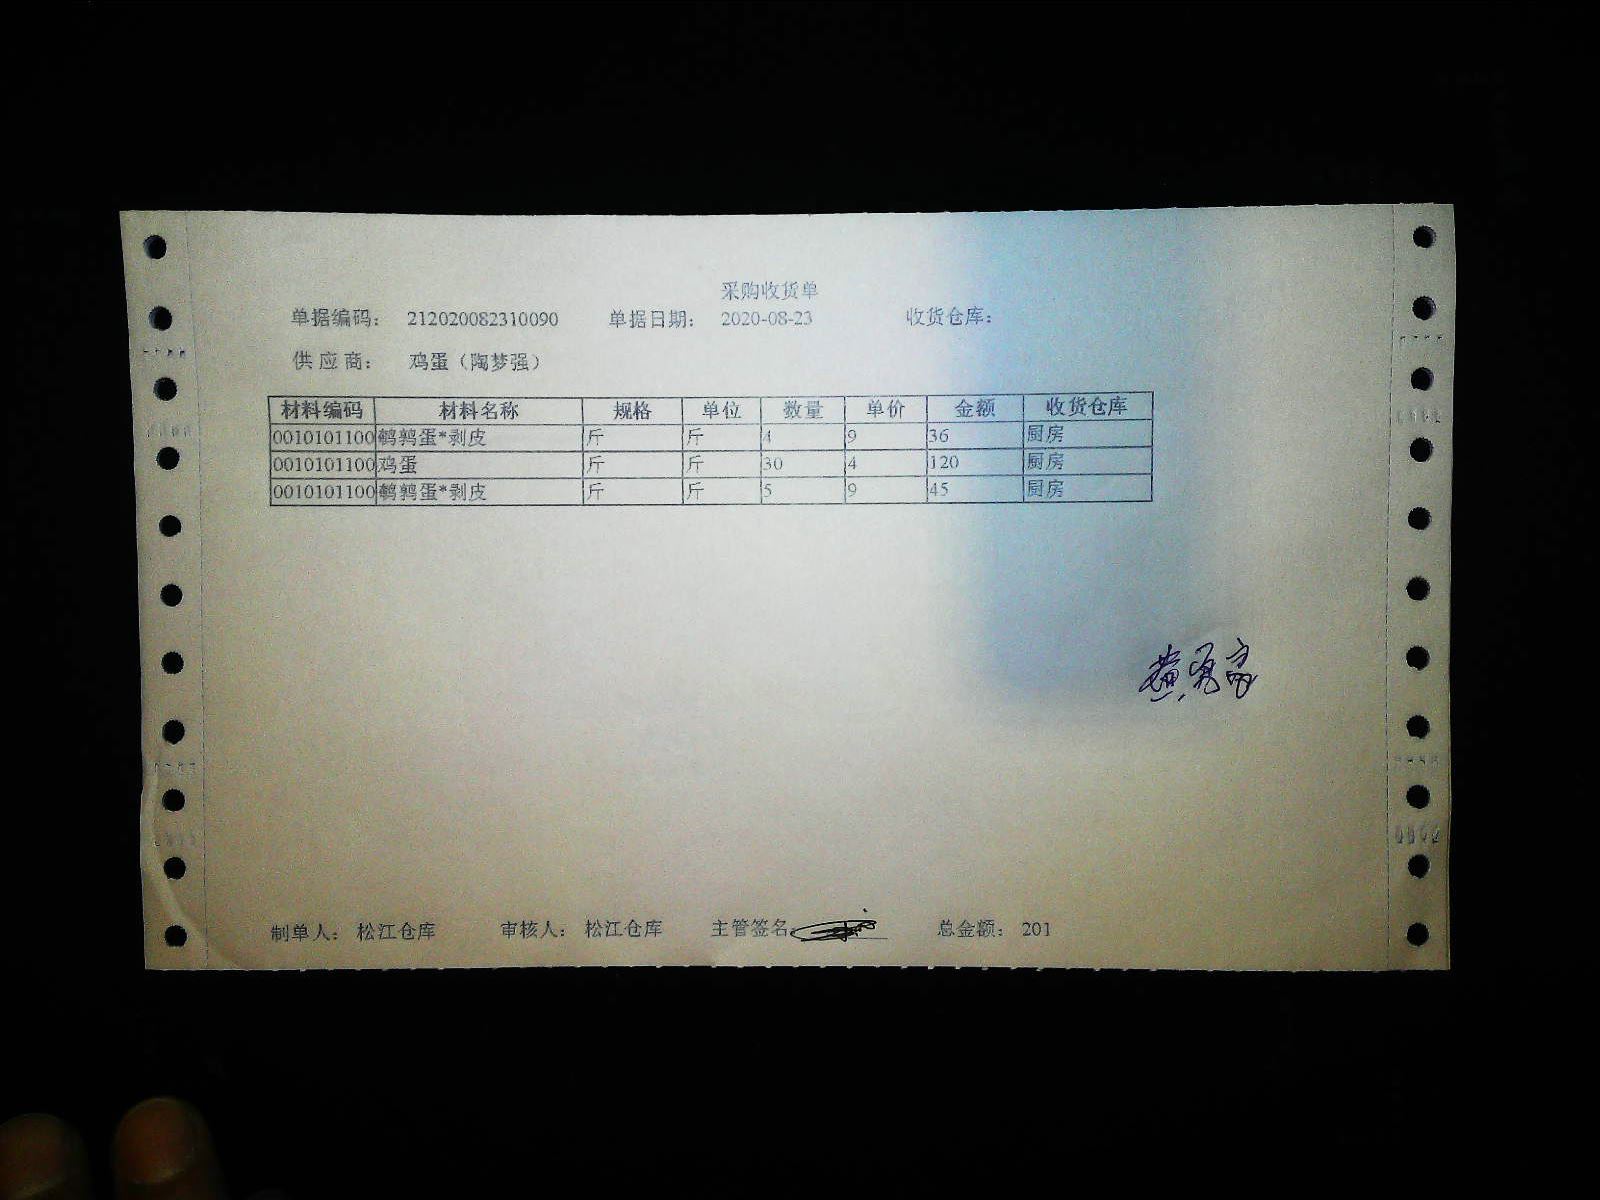 采购收货单
单据编码： 212020082310090 单据日期： 2020-08-23 收货仓库：
供应商： 鸡蛋（陶梦强）
材料编码 材料名称 规格 单位 数量 单价 金额 收货仓库
0010101100 鹌鹑蛋*剥皮 斤 斤 4 9 36 厨房
0010101100 鸡蛋 斤 斤 30 4 120 厨房
0010101100 鹌鹑蛋*剥皮 斤 斤 5 9 45 厨房
制单人： 松江仓库 审核人： 松江仓库 主管签名： 总金额： 201